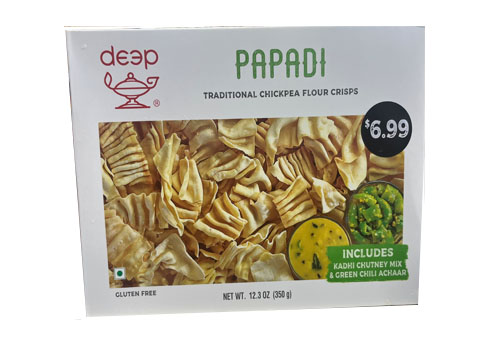 deep
®
PAPADI
TRADITIONAL CHICKPEA FLOUR CRISPS
$6.99
INCLUDES
KADHI CHUTNEY MIX
& GREEN CHILI ACHAAR
GLUTEN FREE
NET WT. 12.3 OZ (350 g)